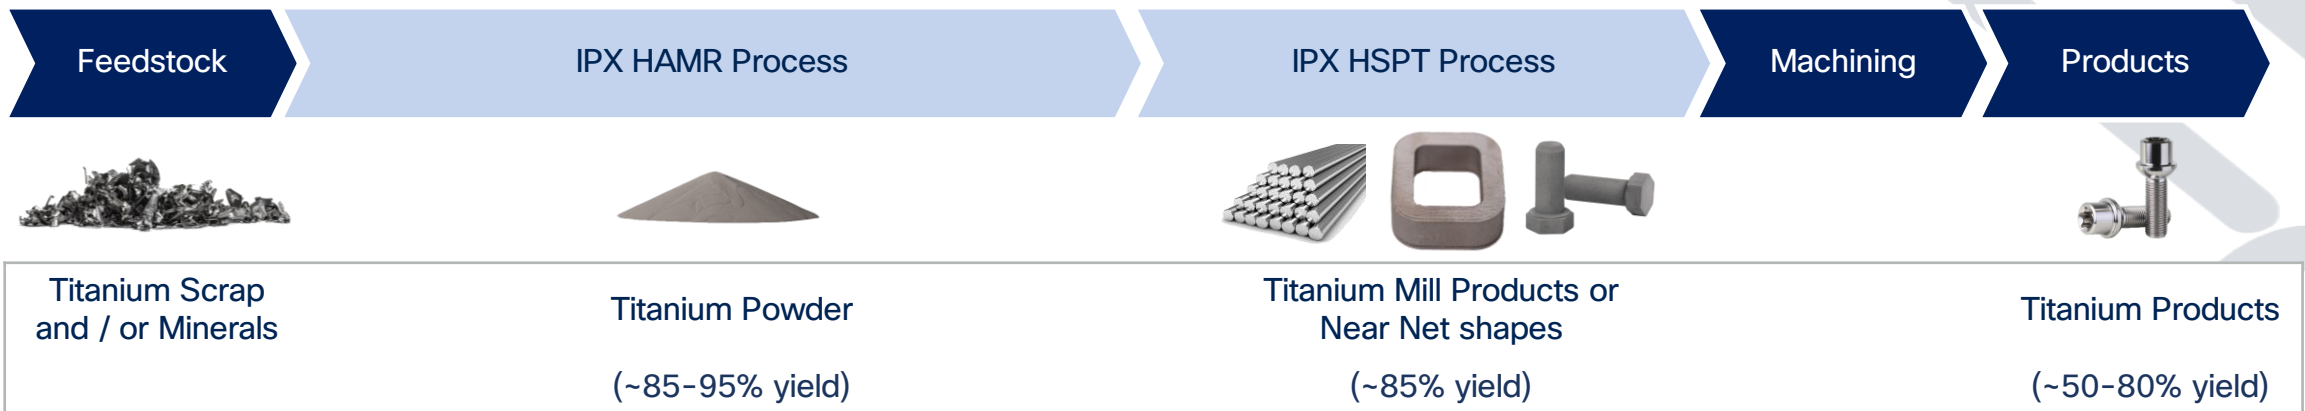 Feedstock
IPX HAMR Process
IPX HSPT Process
Machining
Products
Titanium Scrap
and / or Minerals
Titanium Powder
(~85-95% yield)
Titanium Mill Products or
Near Net shapes
(~85% yield)
Titanium Products
(~50-80% yield)